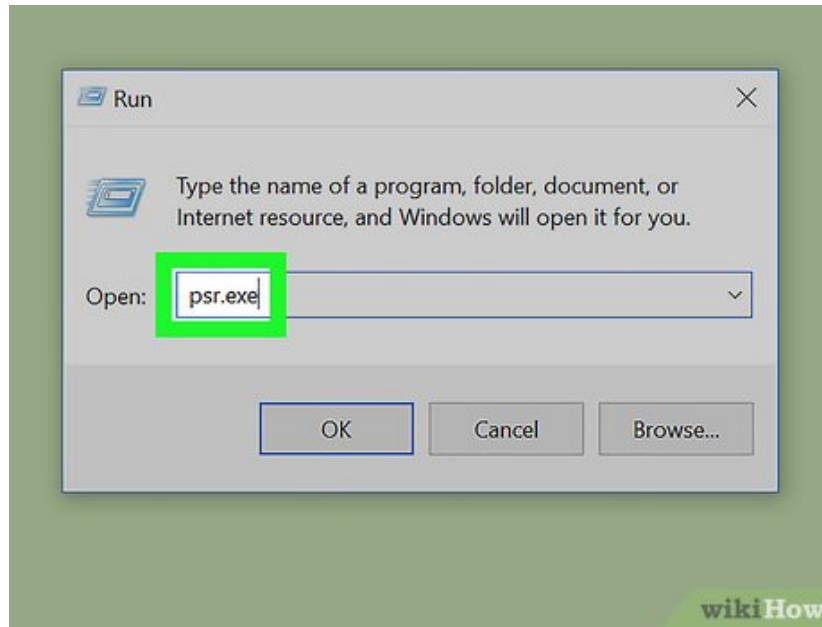 Run
Type the name of a program, folder, document, or
Internet resource, and Windows will open it for you.
Open: psr.exe
OK Cancel Browse...
wikiHow